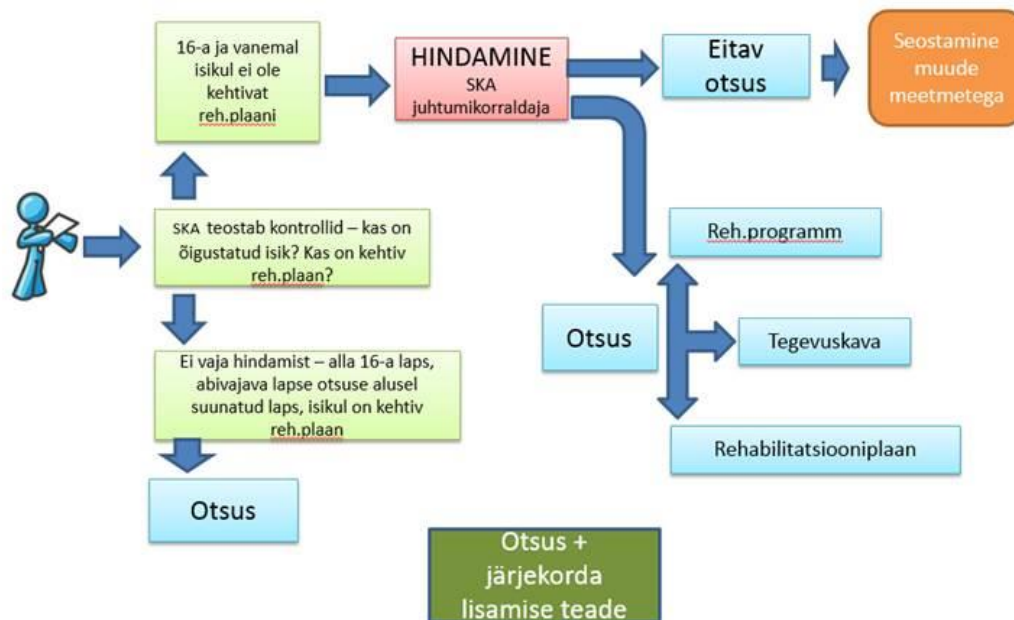 16-a ja vanemal
isikul ei ole
kehtivat
reh.plaani
HINDAMINE
SKA
juhtumikorraldaja
Eitav
otsus
Seostamine
muude
meetmetega
SKA teostab kontrollid – kas on
õigustatud isik? Kas on kehtiv
reh.plaan?
Reh.programm
Otsus
Tegevuskava
Ei vaja hindamist – alla 16-a laps,
abivajava lapse otsuse alusel
suunatud laps, isikul on kehtiv
reh.plaan
Rehabilitatsiooniplaan
Otsus
Otsus +
järjekorda
lisamise teade